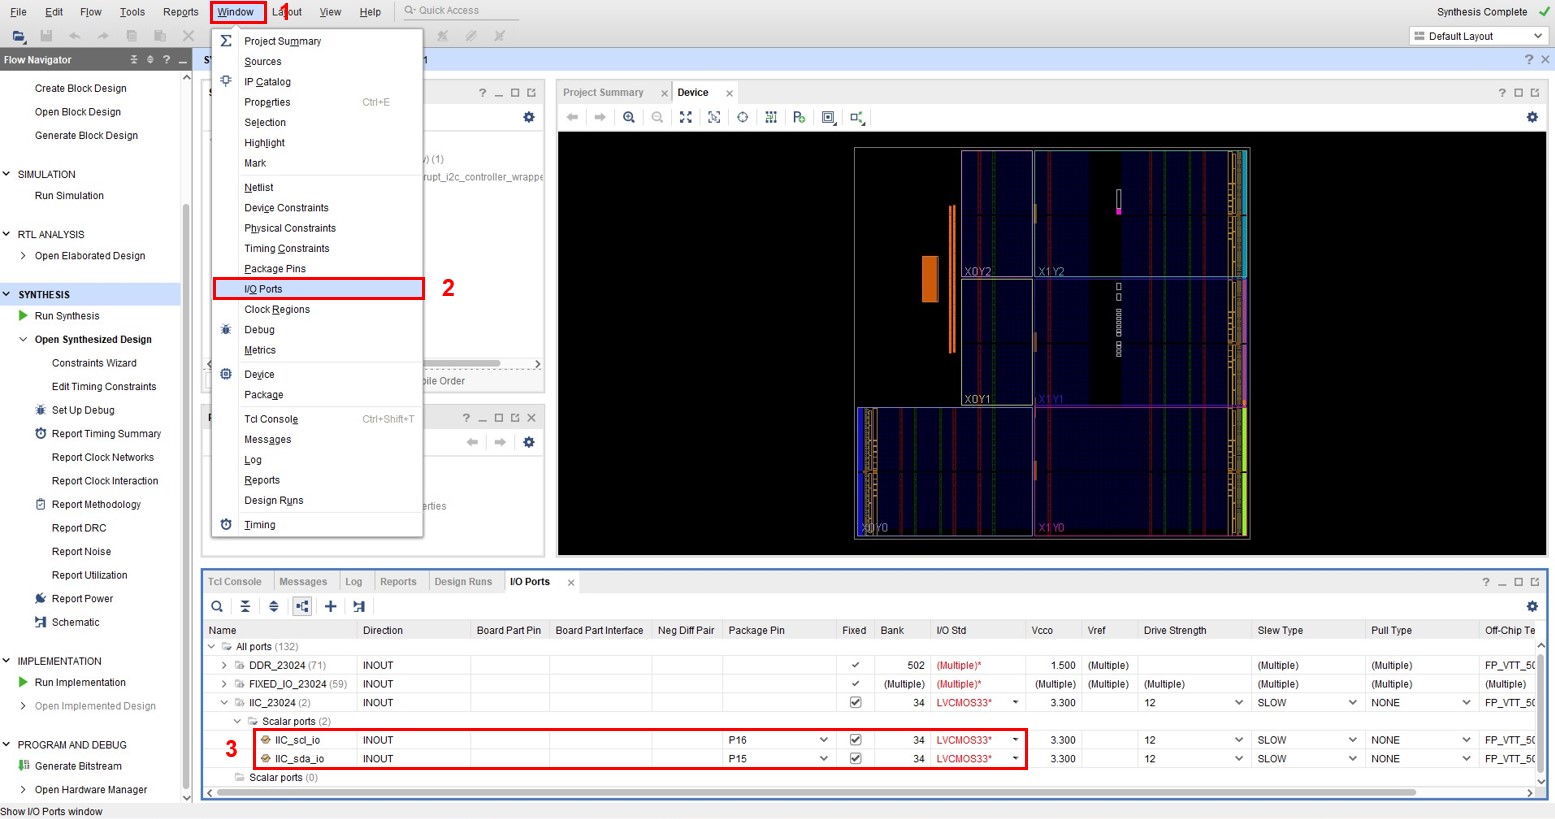 File Edit Flow Tools Reports Window 1 Layout View Help Quick Access Synthesis Complete
Default Layout
Flow Navigator
Create Block Design
Open Block Design
Generate Block Design
SIMULATION
Run Simulation
RTL ANALYSIS
Open Elaborated Design
SYNTHESIS
Run Synthesis
Open Synthesized Design
Constraints Wizard
Edit Timing Constraints
Set Up Debug
Report Timing Summary
Report Clock Networks
Report Clock Interaction
Report Methodology
Report DRC
Report Noise
Report Utilization
Report Power
Schematic
IMPLEMENTATION
Run Implementation
Open Implemented Design
PROGRAM AND DEBUG
Generate Bitstream
Open Hardware Manager
Show I/O Ports window
Project Summary
Sources
IP Catalog
Properties Ctrl+E
Selection
Highlight
Mark
Netlist
Device Constraints
Physical Constraints
Timing Constraints
Package Pins
I/O Ports 2
Clock Regions
Debug
Metrics
Device
Package
Tcl Console Ctrl+Shift+T
Messages
Log
Reports
Design Runs
Timing
1
(1)
rupt_i2c_controller_wrappe
pile Order
erties
Project Summary Device
X0Y2 X1Y2
X0Y1 X1Y1
X0Y0 X1Y0
Tcl Console Messages Log Reports Design Runs I/O Ports
Name Direction Board Part Pin Board Part Interface Neg Diff Pair Package Pin Fixed Bank I/O Std Vcco Vref Drive Strength Slew Type Pull Type Off-Chip Te
All ports (132)
DDR_23024 (71) INOUT 502 (Multiple)* 1.500 (Multiple) (Multiple) (Multiple) FP_VTT_50
FIXED_IO_23024 (59) INOUT (Multiple) (Multiple)* (Multiple) (Multiple) (Multiple) (Multiple) (Multiple) (Multiple)
IIC_23024 (2) INOUT 34 LVCMOS33* 3.300 12 SLOW NONE FP_VTT_50
Scalar ports (2)
3 IIC_scl_io INOUT P16 34 LVCMOS33* 3.300 12 SLOW NONE FP_VTT_50
IIC_sda_io INOUT P15 34 LVCMOS33* 3.300 12 SLOW NONE FP_VTT_50
Scalar ports (0)